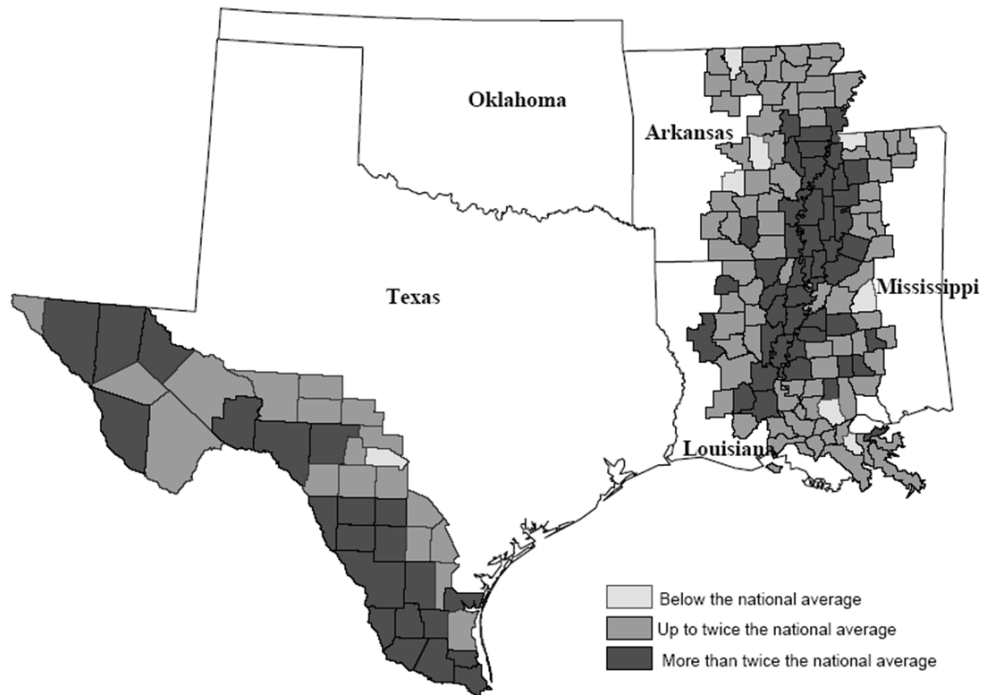 Oklahoma
Arkansas
Texas
Mississippi
Louisiana
Below the national average
Up to twice the national average
More than twice the national average